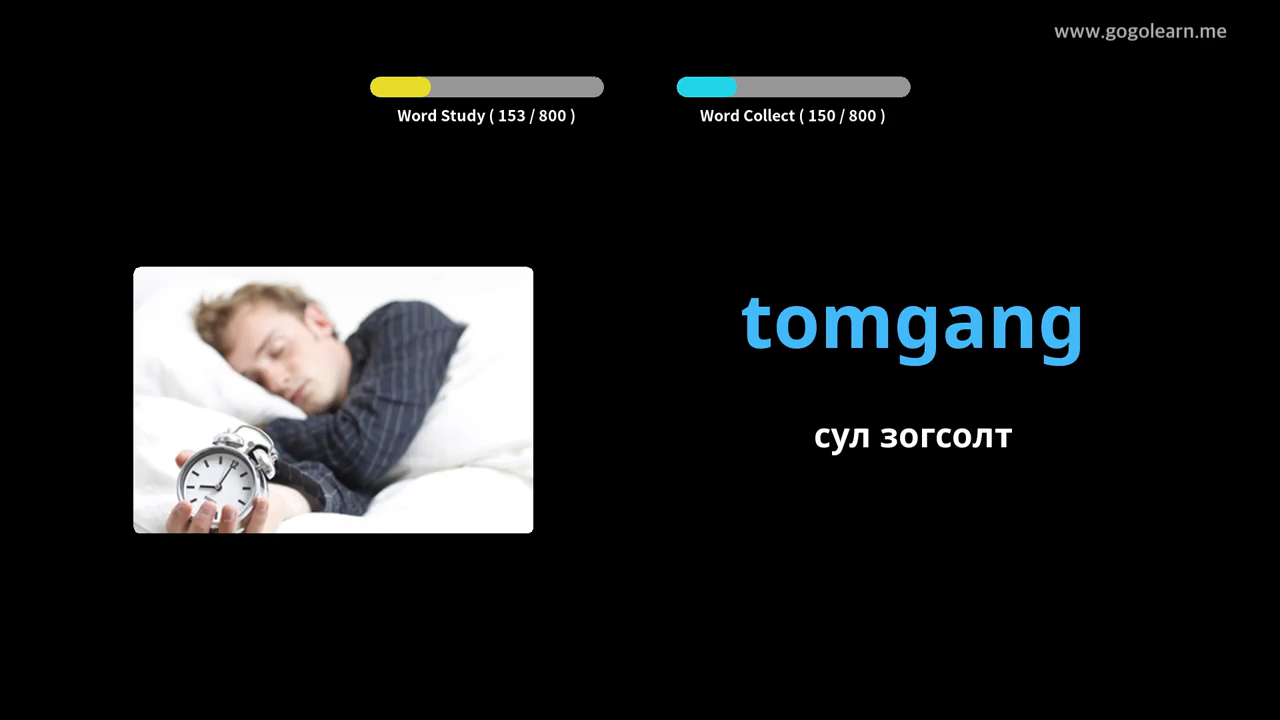 www.gogolearn.me
Word Study ( 153 / 800 )
Word Collect ( 150 / 800 )
tomgang
сул зогсолт